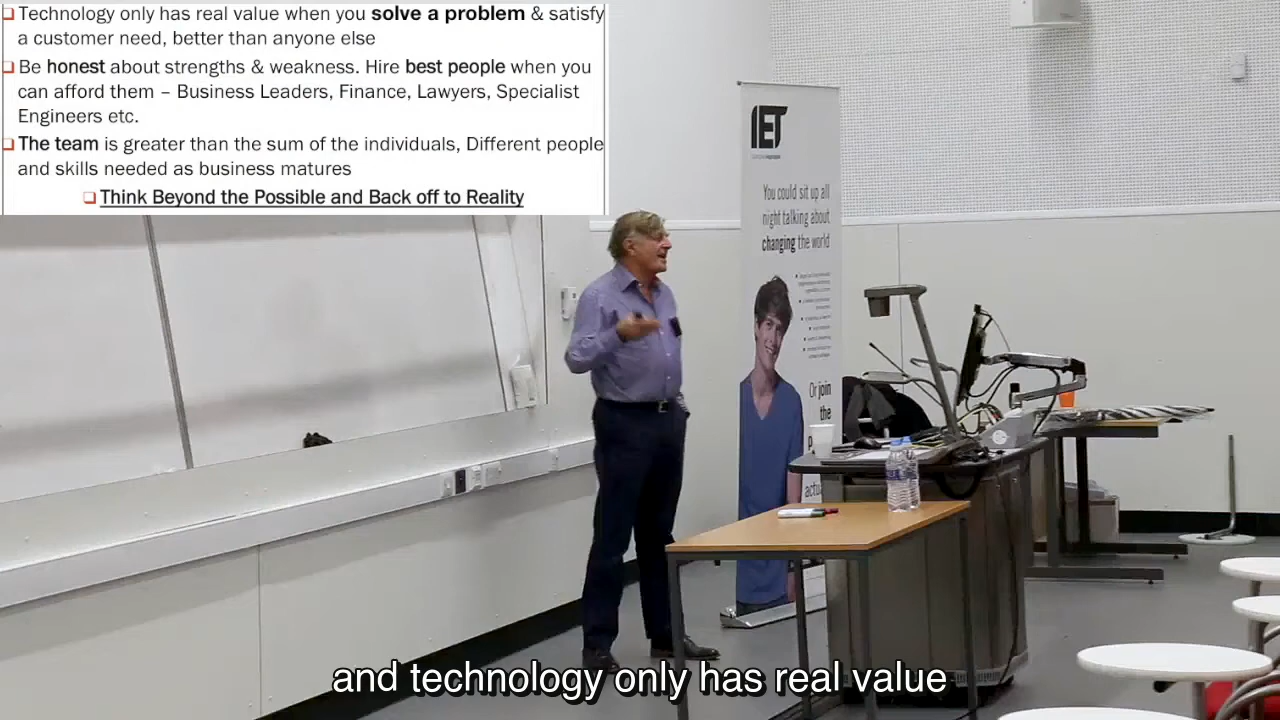 Technology only has real value when you solve a problem & satisfy
a customer need, better than anyone else
Be honest about strengths & weakness. Hire best people when you
can afford them – Business Leaders, Finance, Lawyers, Specialist
Engineers etc.
The team is greater than the sum of the individuals, Different people
and skills needed as business matures
Think Beyond the Possible and Back off to Reality
IET
You could sit up all
night talking about
changing the world
Or join
the
and technology only has real value